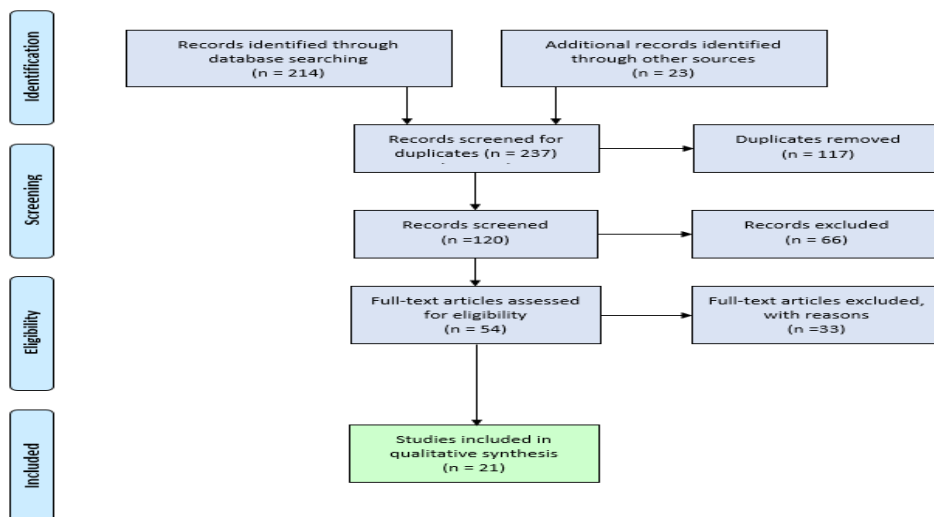 Identification
Records identified through
database searching
(n = 214)
Additional records identified
through other sources
(n = 23)
Records screened for
duplicates (n = 237)
Duplicates removed
(n = 117)
Screening
Records screened
(n =120)
Records excluded
(n = 66)
Eligibility
Full-text articles assessed
for eligibility
(n = 54)
Full-text articles excluded,
with reasons
(n =33)
Included
Studies included in
qualitative synthesis
(n = 21)